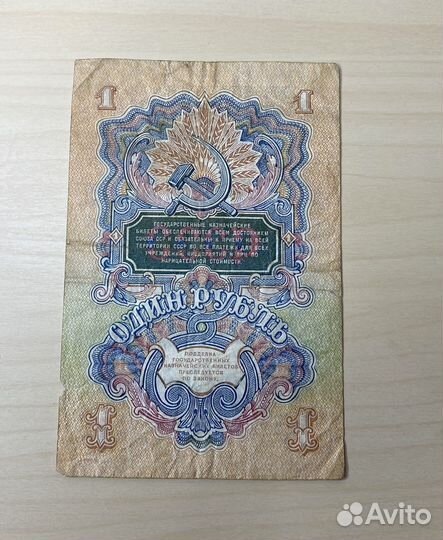 1 1
ГОСУДАРСТВЕННЫЕ КАЗНАЧЕЙСКИЕ
БИЛЕТЫ ОБЕСПЕЧИВАЮТСЯ ВСЕМ ДОСТОЯНИЕМ
СОЮЗА ССР И ОБЯЗАТЕЛЬНЫ К ПРИЕМУ НА ВСЕЙ
ТЕРРИТОРИИ СССР ВО ВСЕ ПЛАТЕЖИ ДЛЯ ВСЕХ
УЧРЕЖДЕНИЙ, ПРЕДПРИЯТИЙ И ЛИЦ ПО
НАРИЦАТЕЛЬНОЙ СТОИМОСТИ.
ОДИН РУБЛЬ
ПОДДЕЛКА
ГОСУДАРСТВЕННЫХ
КАЗНАЧЕЙСКИХ БИЛЕТОВ
ПРЕСЛЕДУЕТСЯ
ПО ЗАКОНУ.
1 1
Avito